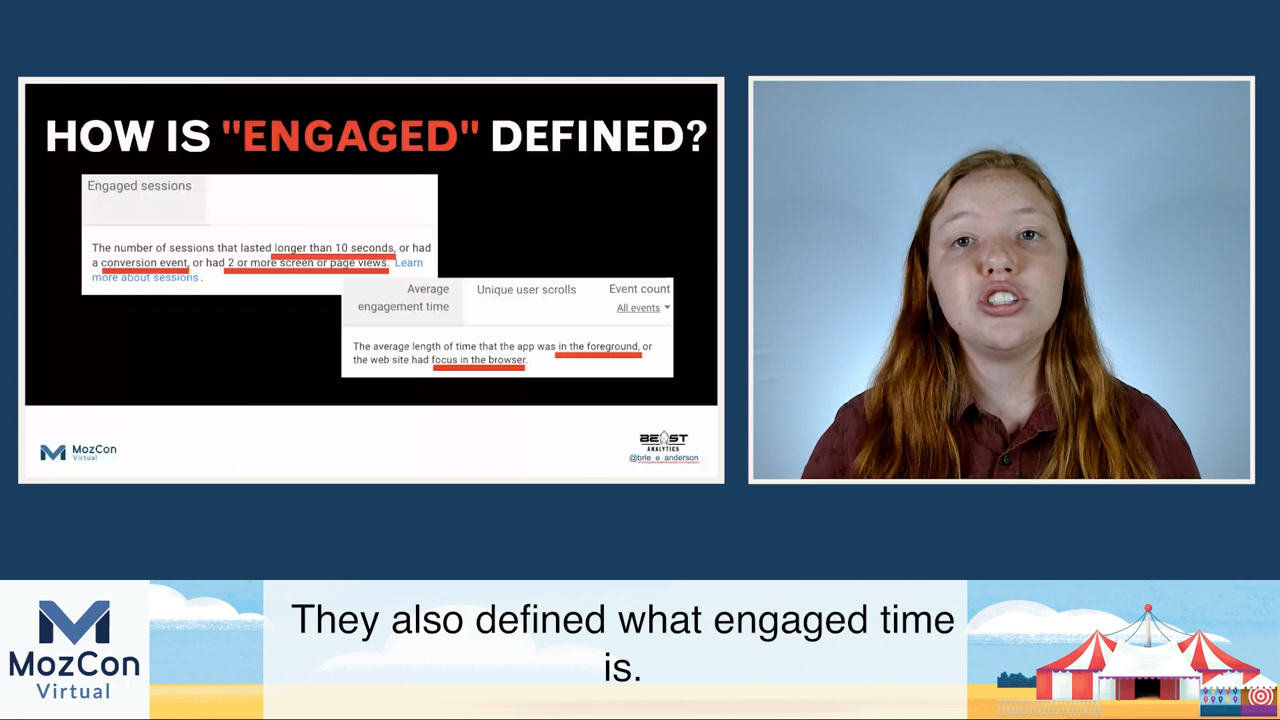 HOW IS "ENGAGED" DEFINED?
Engaged sessions
The number of sessions that lasted longer than 10 seconds, or had
a conversion event, or had 2 or more screen or page views. Learn
more about sessions.
Average
engagement time
Unique user scrolls
Event count
All events
The average length of time that the app was in the foreground, or
the web site had focus in the browser.
MozCon
Virtual
BEAST
ANALYTICS
@brie_e_anderson
MozCon
Virtual
They also defined what engaged time
is.